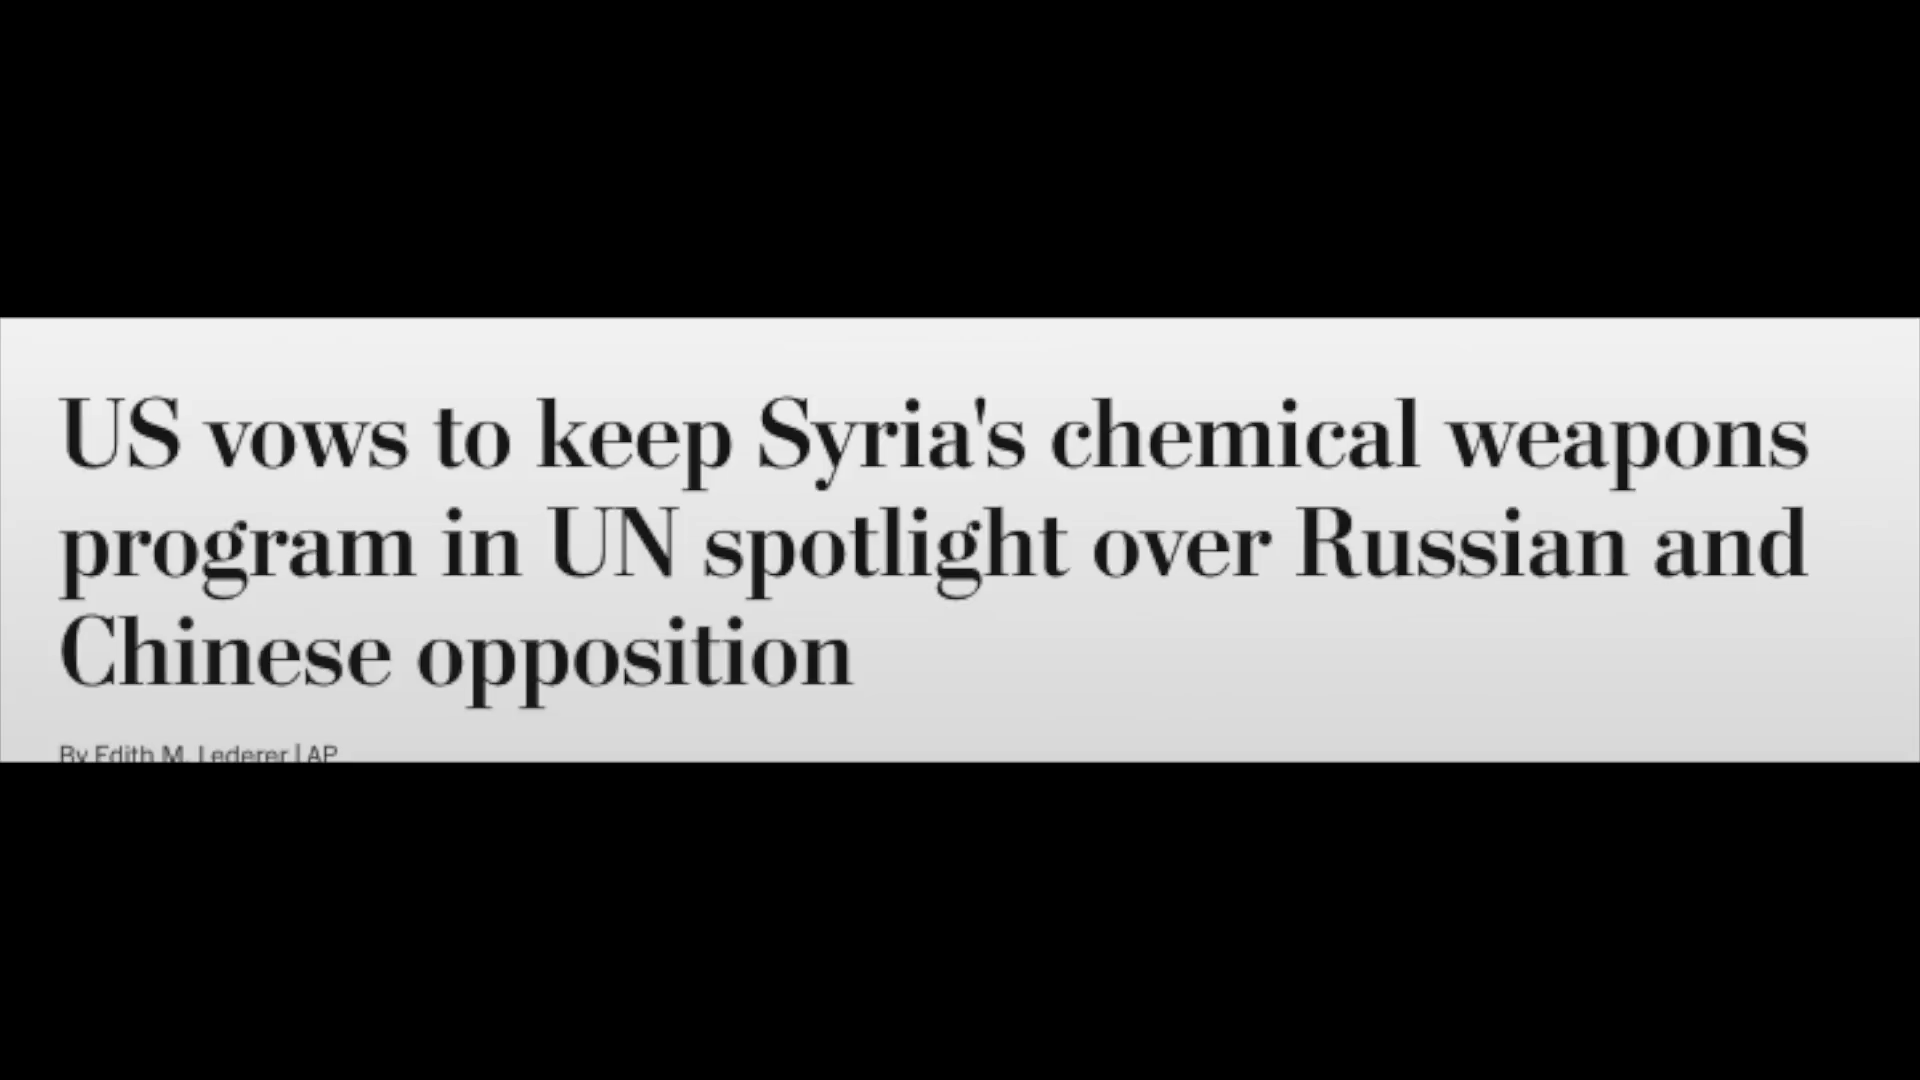 US vows to keep Syria's chemical weapons
program in UN spotlight over Russian and
Chinese opposition
By Edith M. Lederer | AP